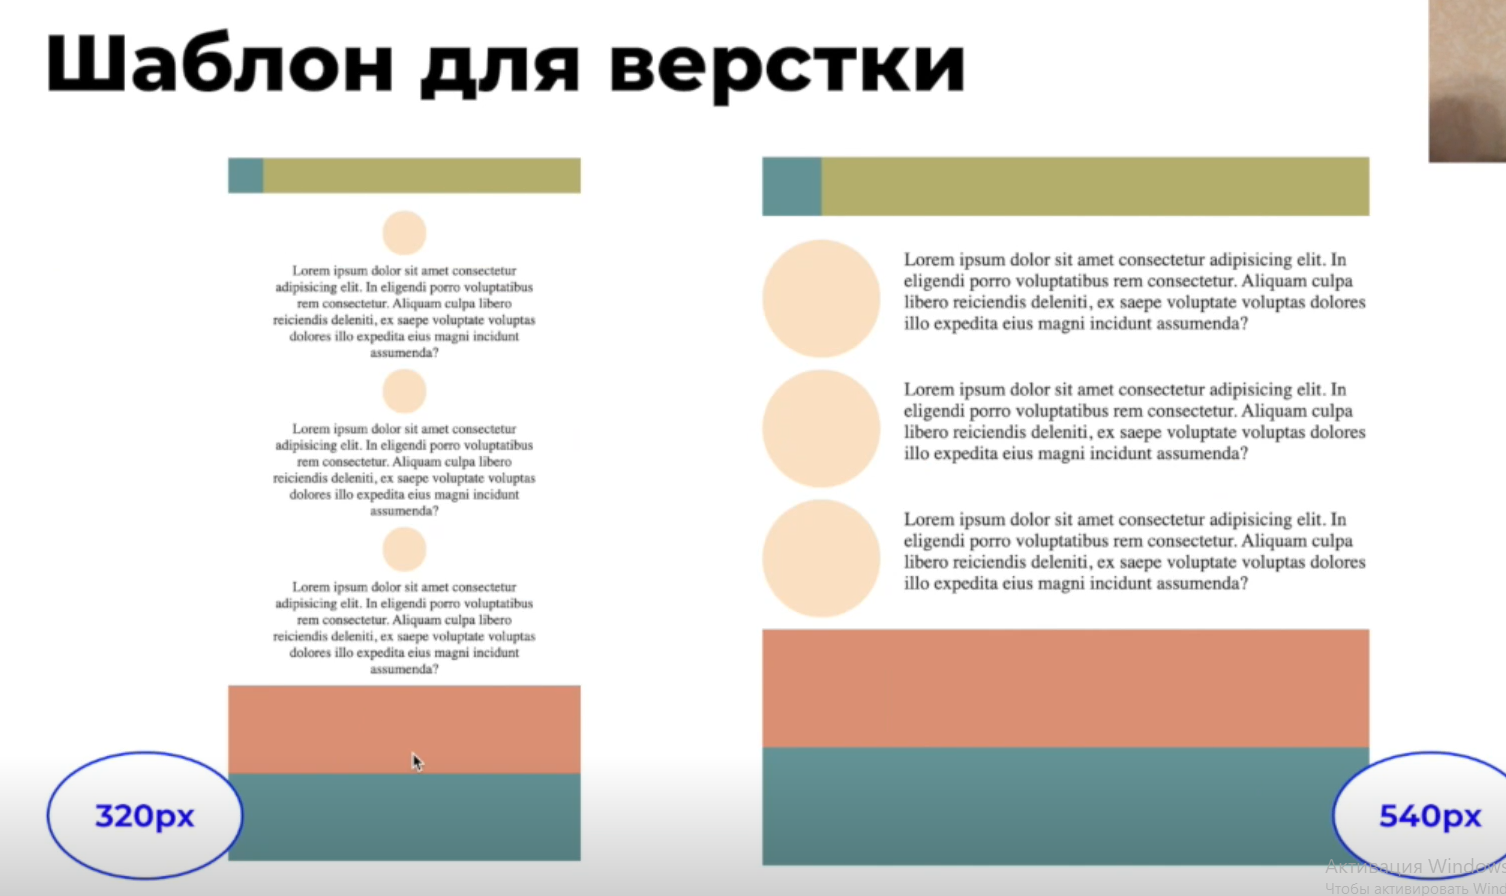 Шаблон для верстки
Lorem ipsum dolor sit amet consectetur
adipisicing elit. In eligendi porro voluptatibus
rem consectetur. Aliquam culpa libero
reiciendis deleniti, ex saepe voluptate voluptas
dolores illo expedita eius magni incidunt
assumenda?
Lorem ipsum dolor sit amet consectetur
adipisicing elit. In eligendi porro voluptatibus
rem consectetur. Aliquam culpa libero
reiciendis deleniti, ex saepe voluptate voluptas
dolores illo expedita eius magni incidunt
assumenda?
Lorem ipsum dolor sit amet consectetur
adipisicing elit. In eligendi porro voluptatibus
rem consectetur. Aliquam culpa libero
reiciendis deleniti, ex saepe voluptate voluptas
dolores illo expedita eius magni incidunt
assumenda?
320px
Lorem ipsum dolor sit amet consectetur adipisicing elit. In
eligendi porro voluptatibus rem consectetur. Aliquam culpa
libero reiciendis deleniti, ex saepe voluptate voluptas dolores
illo expedita eius magni incidunt assumenda?
Lorem ipsum dolor sit amet consectetur adipisicing elit. In
eligendi porro voluptatibus rem consectetur. Aliquam culpa
libero reiciendis deleniti, ex saepe voluptate voluptas dolores
illo expedita eius magni incidunt assumenda?
Lorem ipsum dolor sit amet consectetur adipisicing elit. In
eligendi porro voluptatibus rem consectetur. Aliquam culpa
libero reiciendis deleniti, ex saepe voluptate voluptas dolores
illo expedita eius magni incidunt assumenda?
540px
Активация Windows
Чтобы активировать Wind